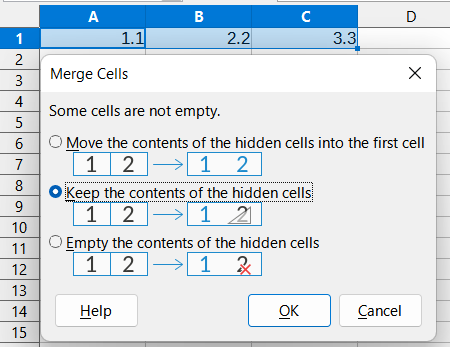 A B C D
1 1.1 2.2 3.3
2
3
4
5
6
7
8
9
10
11
12
13
14
15
Merge Cells
Some cells are not empty.
Move the contents of the hidden cells into the first cell
1 2 1 2
Keep the contents of the hidden cells
1 2 1 2
Empty the contents of the hidden cells
1 2 1 2
Help OK Cancel